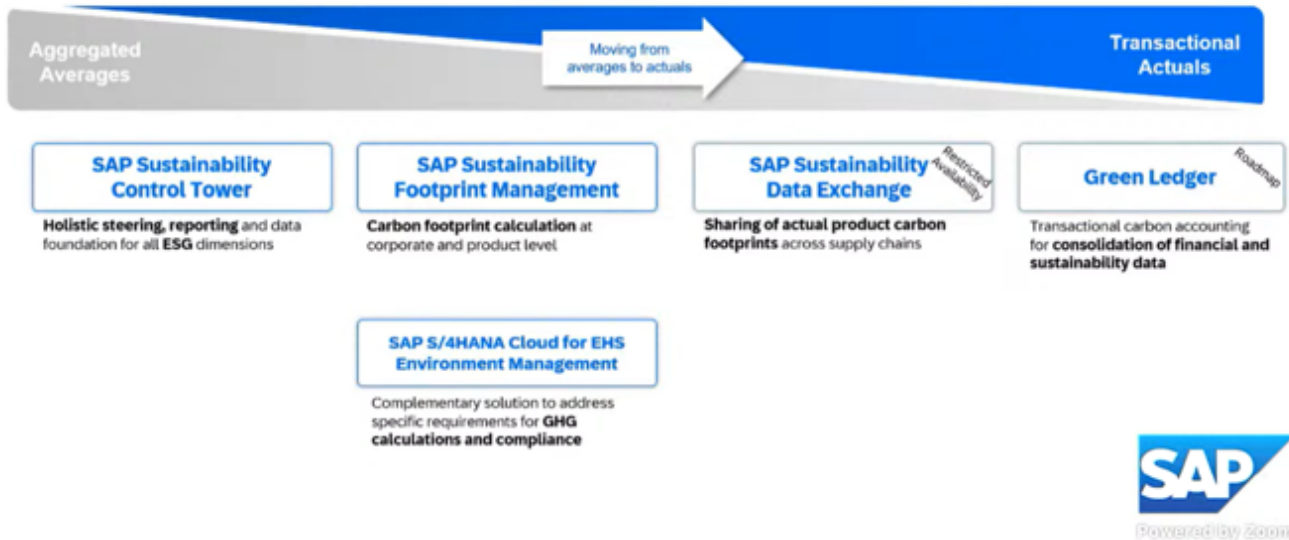 Aggregated
Averages
Moving from
averages to actuals
Transactional
Actuals
SAP Sustainability
Control Tower
Holistic steering, reporting and data
foundation for all ESG dimensions
SAP Sustainability
Footprint Management
Carbon footprint calculation at
corporate and product level
SAP Sustainability
Data Exchange
Restricted
Availability
Sharing of actual product carbon
footprints across supply chains
Green Ledger
Roadmap
Transactional carbon accounting
for consolidation of financial and
sustainability data
SAP S/4HANA Cloud for EHS
Environment Management
Complementary solution to address
specific requirements for GHG
calculations and compliance
SAP
Powered by Zoom